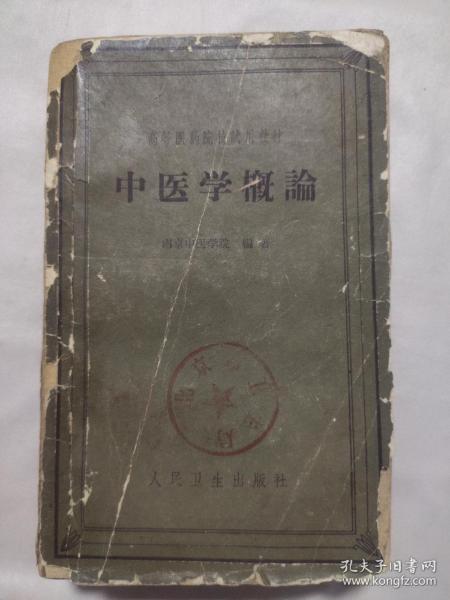 高等医药院校试用教材
中医学概論
南京中医学院 編著
人民卫生出版社
孔夫子旧书网
www.kongfz.com